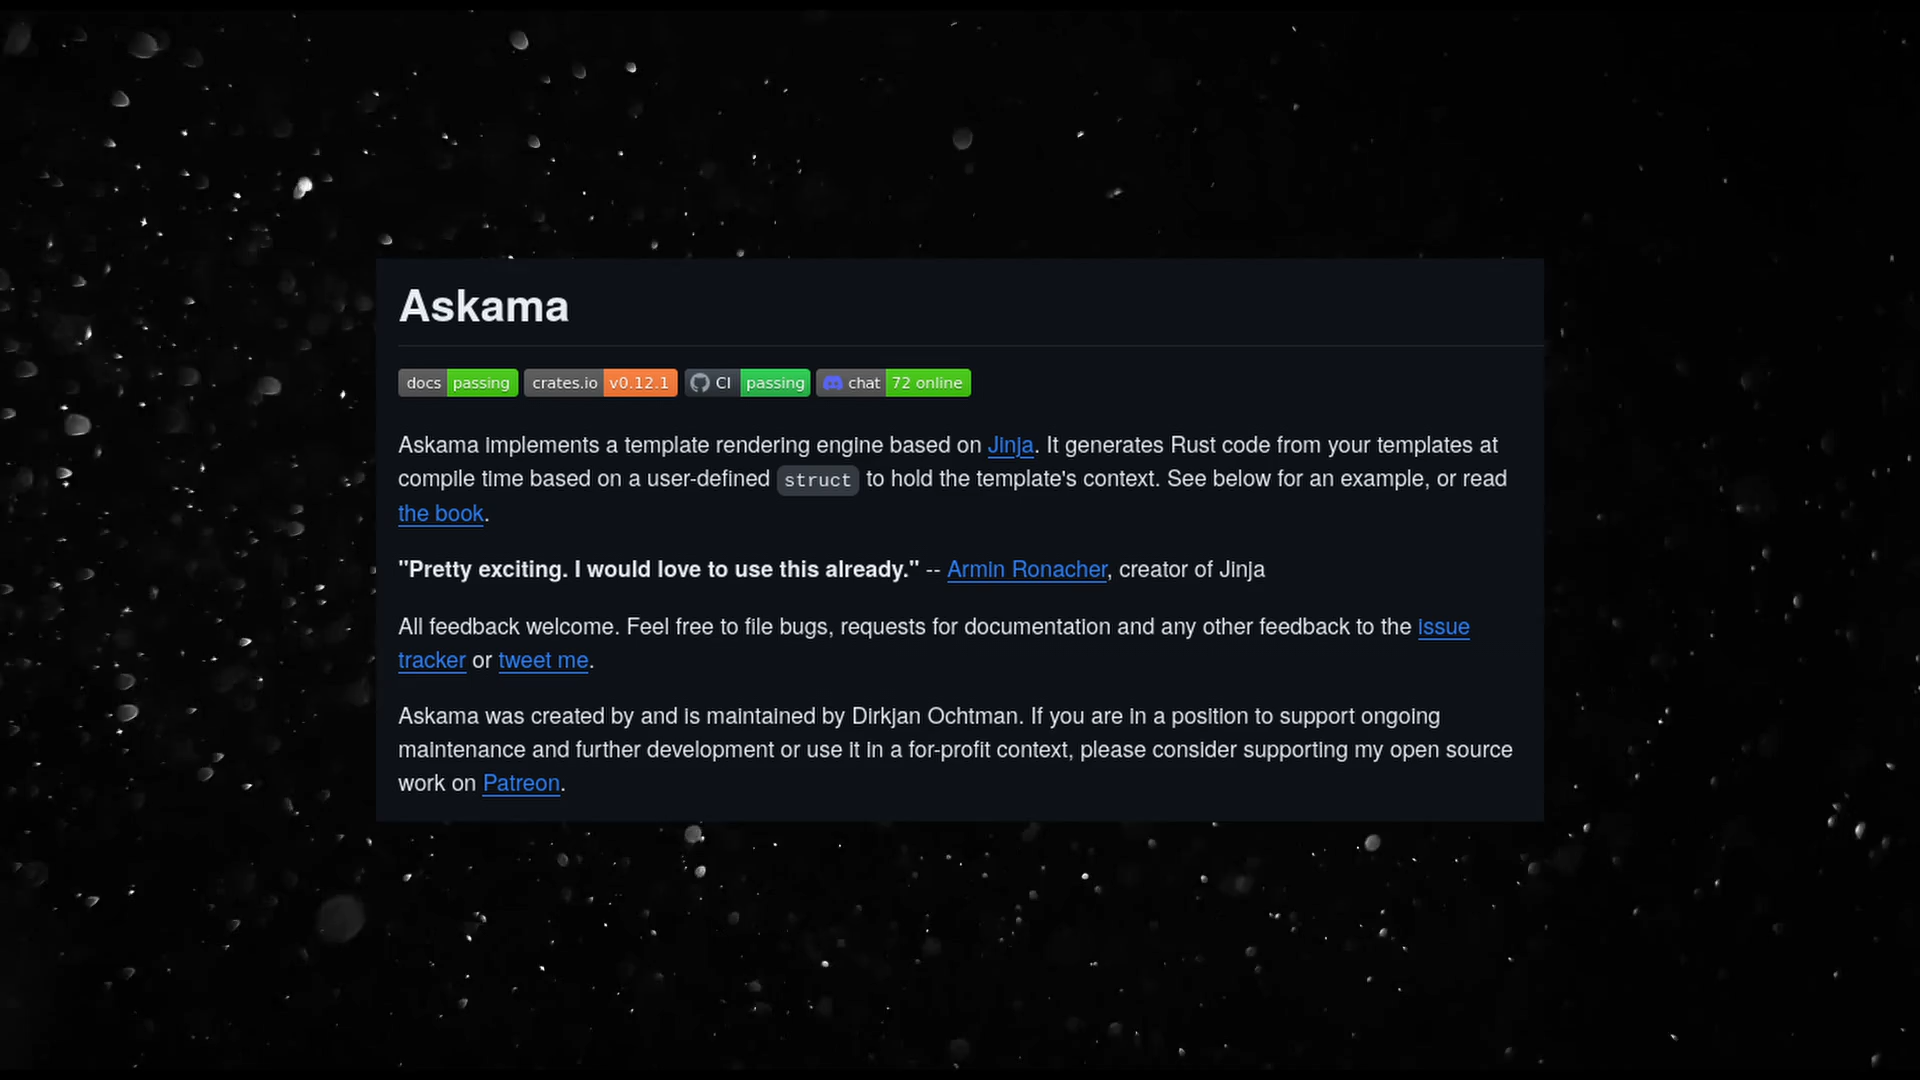 Askama
docs passing crates.io v0.12.1 CI passing chat 72 online
Askama implements a template rendering engine based on Jinja. It generates Rust code from your templates at
compile time based on a user-defined struct to hold the template's context. See below for an example, or read
the book.
"Pretty exciting. I would love to use this already." -- Armin Ronacher, creator of Jinja
All feedback welcome. Feel free to file bugs, requests for documentation and any other feedback to the issue
tracker or tweet me.
Askama was created by and is maintained by Dirkjan Ochtman. If you are in a position to support ongoing
maintenance and further development or use it in a for-profit context, please consider supporting my open source
work on Patreon.